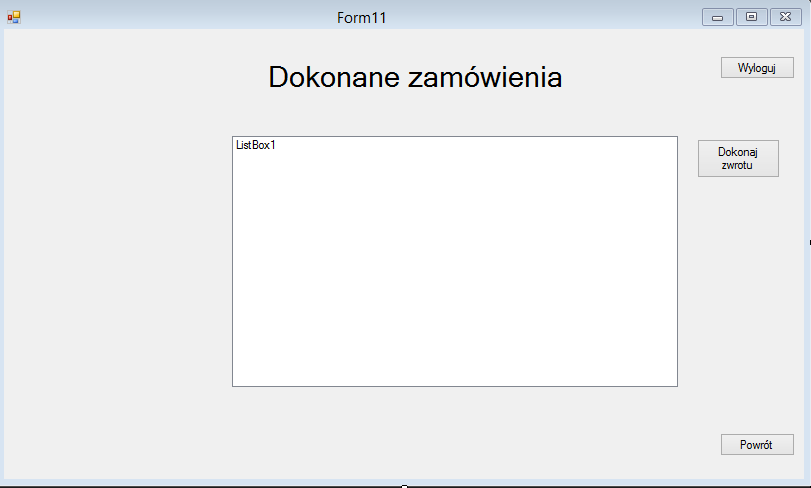 Form11
Dokonane zamówienia
Wyloguj
ListBox1
Dokonaj
zwrotu
Powrót